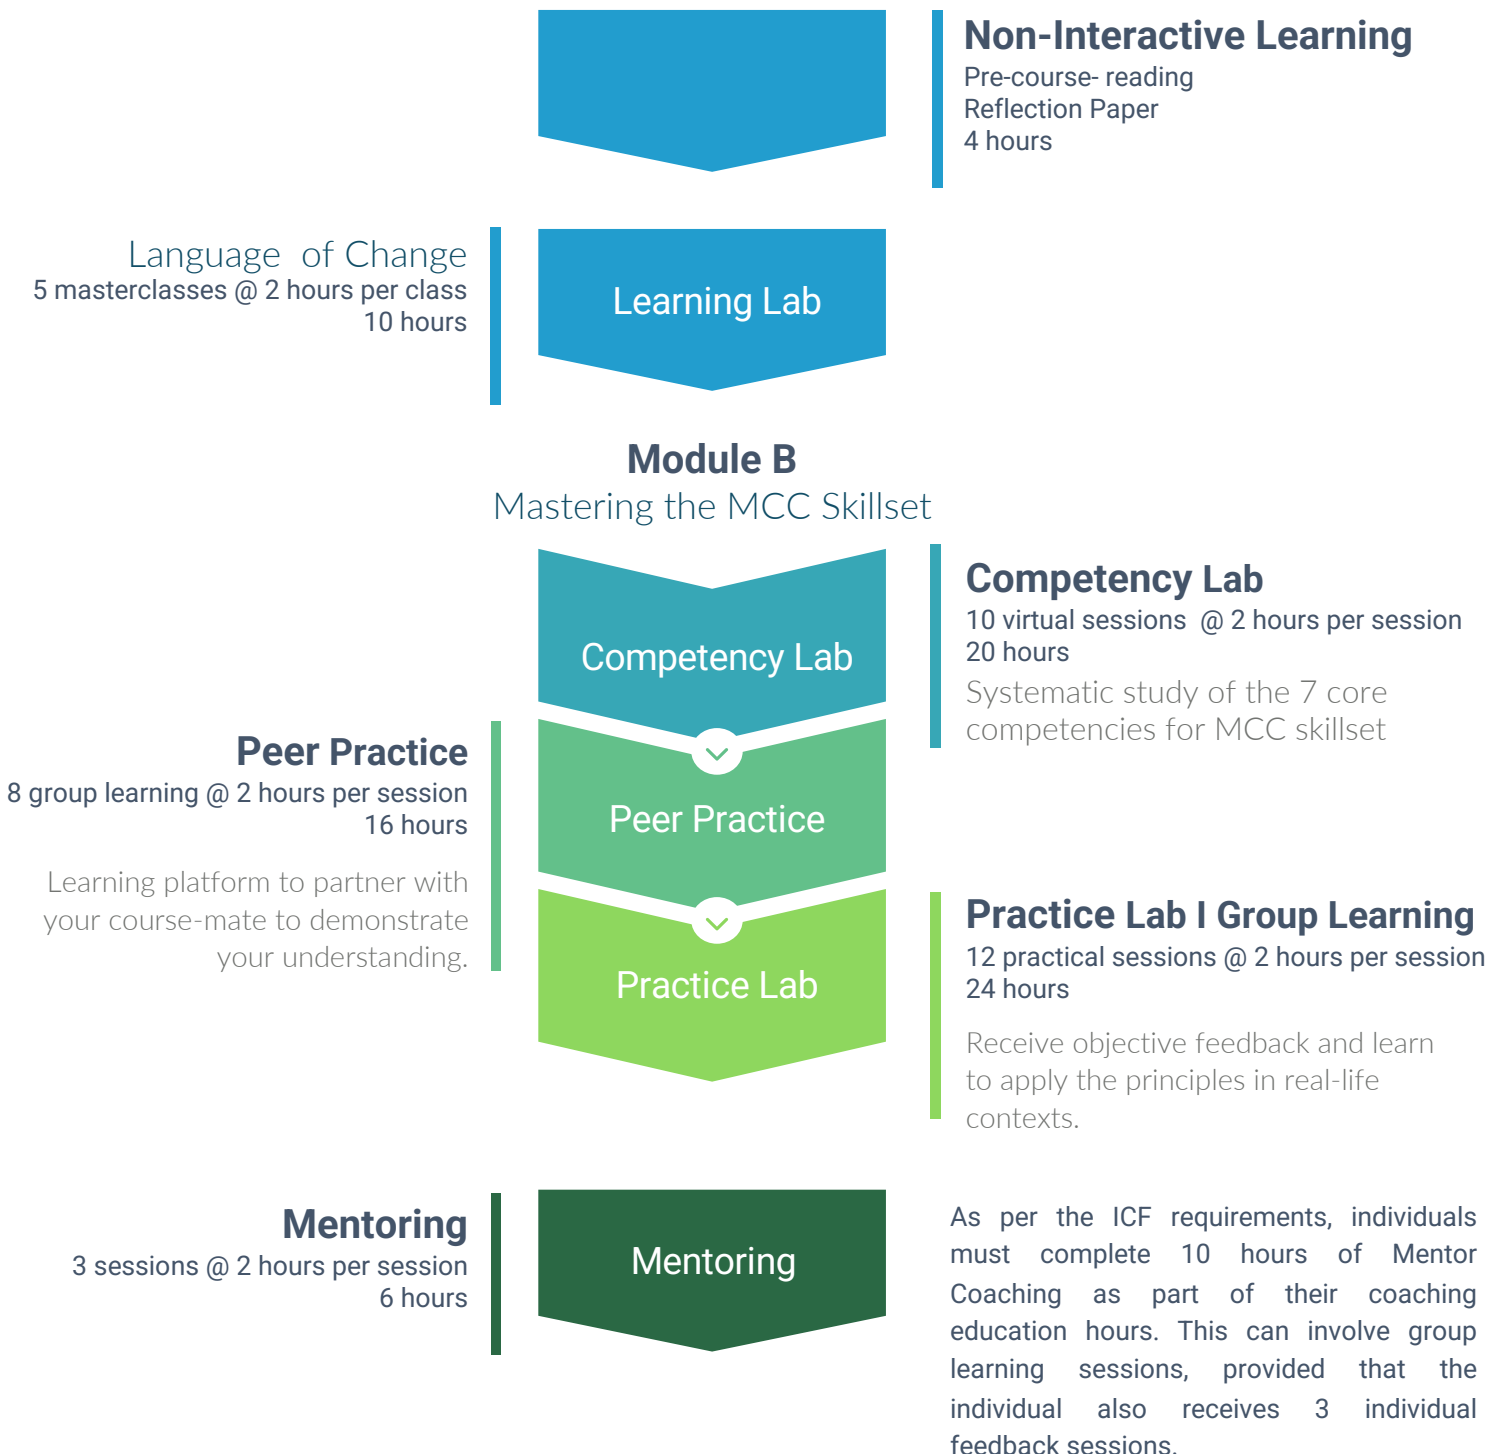 Non-Interactive Learning
Pre-course- reading
Reflection Paper
4 hours
Language of Change
5 masterclasses @ 2 hours per class
10 hours
Learning Lab
Module B
Mastering the MCC Skillset
Competency Lab
Competency Lab
10 virtual sessions @ 2 hours per session
20 hours
Systematic study of the 7 core
competencies for MCC skillset
Peer Practice
8 group learning @ 2 hours per session
16 hours
Learning platform to partner with
your course-mate to demonstrate
your understanding.
Peer Practice
Practice Lab
Practice Lab I Group Learning
12 practical sessions @ 2 hours per session
24 hours
Receive objective feedback and learn
to apply the principles in real-life
contexts.
Mentoring
3 sessions @ 2 hours per session
6 hours
Mentoring
As per the ICF requirements, individuals
must complete 10 hours of Mentor
Coaching as part of their coaching
education hours. This can involve group
learning sessions, provided that the
individual also receives 3 individual
feedback sessions.